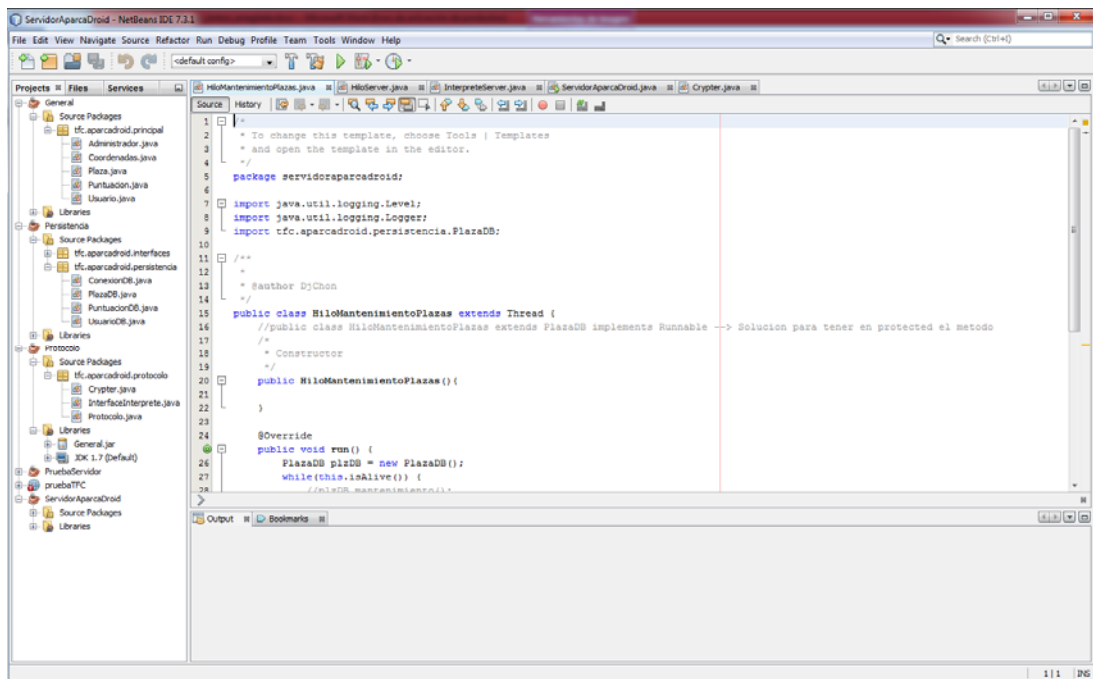 ServidorAparcaDroid - NetBeans IDE 7.3.1
File Edit View Navigate Source Refactor Run Debug Profile Team Tools Window Help
Search (Ctrl+I)
<default config>
Projects Files Services
General
Source Packages
tfc.aparcadroid.principal
Administrador.java
Coordenadas.java
Plaza.java
Puntuacion.java
Usuario.java
Libraries
Persistencia
Source Packages
tfc.aparcadroid.interfaces
tfc.aparcadroid.persistencia
ConexionDB.java
PlazaDB.java
PuntuacionDB.java
UsuarioDB.java
Libraries
Protocolo
Source Packages
tfc.aparcadroid.protocolo
Crypter.java
InterfaceInterprete.java
Protocolo.java
Libraries
General.jar
JDK 1.7 (Default)
PruebaServidor
pruebaTFC
ServidorAparcaDroid
Source Packages
Libraries
HiloMantenimientoPlazas.java HiloServer.java InterpreteServer.java ServidorAparcaDroid.java Crypter.java
Source History
1 /*
2 * To change this template, choose Tools | Templates
3 * and open the template in the editor.
4 */
5 package servidoraparcadroid;
6
7 import java.util.logging.Level;
8 import java.util.logging.Logger;
9 import tfc.aparcadroid.persistencia.PlazaDB;
10
11 /**
12 *
13 * @author DjChon
14 */
15 public class HiloMantenimientoPlazas extends Thread {
16 //public class HiloMantenimientoPlazas extends PlazaDB implements Runnable --> Solucion para tener en protected el metodo
17 /*
18 * Constructor
19 */
20 public HiloMantenimientoPlazas(){
21
22 }
23
24 @Override
public void run() {
26 PlazaDB plzDB = new PlazaDB();
27 while(this.isAlive()) {
28 //plzDB.mantenimiento();
Output Bookmarks
1|1 INS